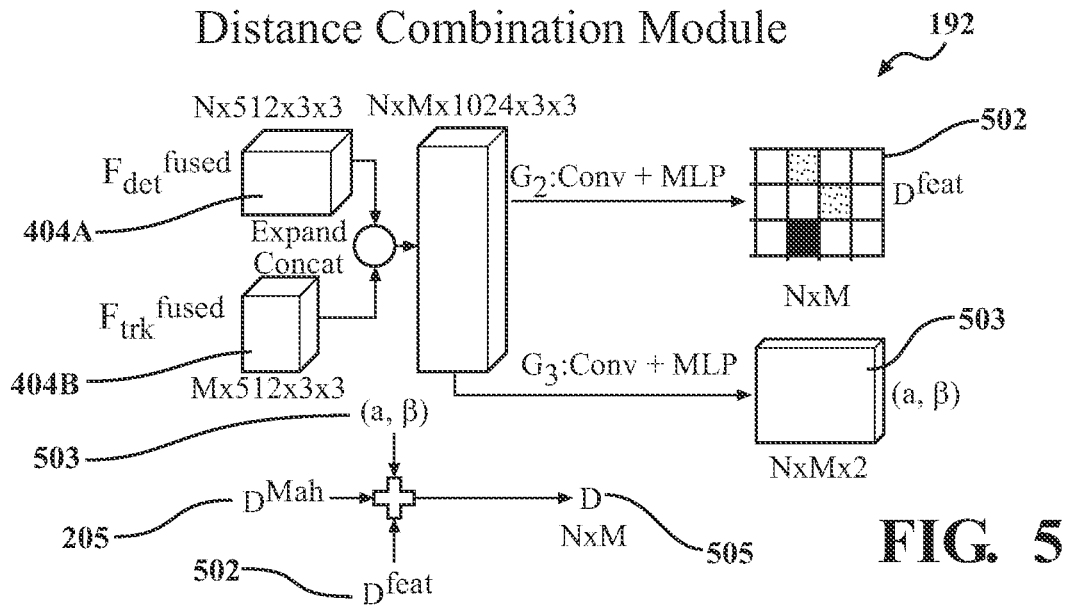 Distance Combination Module
192
Nx512x3x3
NxMx1024x3x3
502
F_det^fused
G2:Conv + MLP
D^feat
404A
Expand
Concat
NxM
F_trk^fused
503
G3:Conv + MLP
404B
Mx512x3x3
(a, β)
(a, β)
503
NxMx2
D^Mah
D
205
NxM
505
FIG. 5
502
D^feat